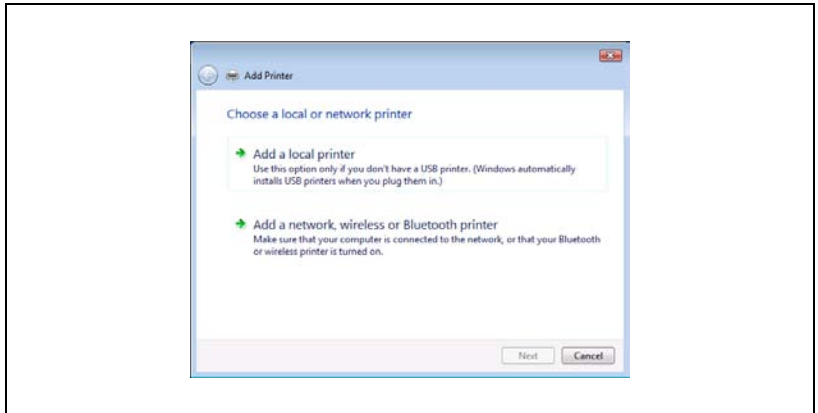 Add Printer
Choose a local or network printer
Add a local printer
Use this option only if you don't have a USB printer. (Windows automatically
installs USB printers when you plug them in.)
Add a network, wireless or Bluetooth printer
Make sure that your computer is connected to the network, or that your Bluetooth
or wireless printer is turned on.
Next
Cancel